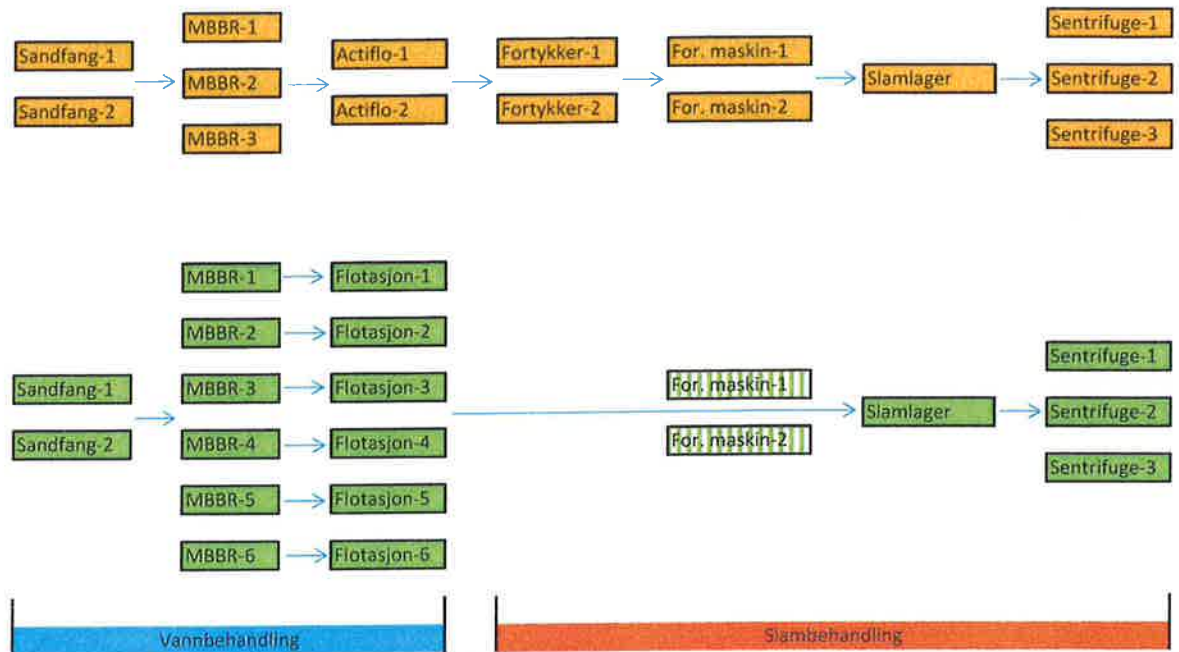 Sandfang-1
Sandfang-2
MBBR-1
MBBR-2
MBBR-3
Actiflo-1
Actiflo-2
Fortykker-1
Fortykker-2
For. maskin-1
For. maskin-2
Slamlager
Sentrifuge-1
Sentrifuge-2
Sentrifuge-3
Sandfang-1
Sandfang-2
MBBR-1
MBBR-2
MBBR-3
MBBR-4
MBBR-5
MBBR-6
Flotasjon-1
Flotasjon-2
Flotasjon-3
Flotasjon-4
Flotasjon-5
Flotasjon-6
For. maskin-1
For. maskin-2
Slamlager
Sentrifuge-1
Sentrifuge-2
Sentrifuge-3
Vannbehandling
Slambehandling